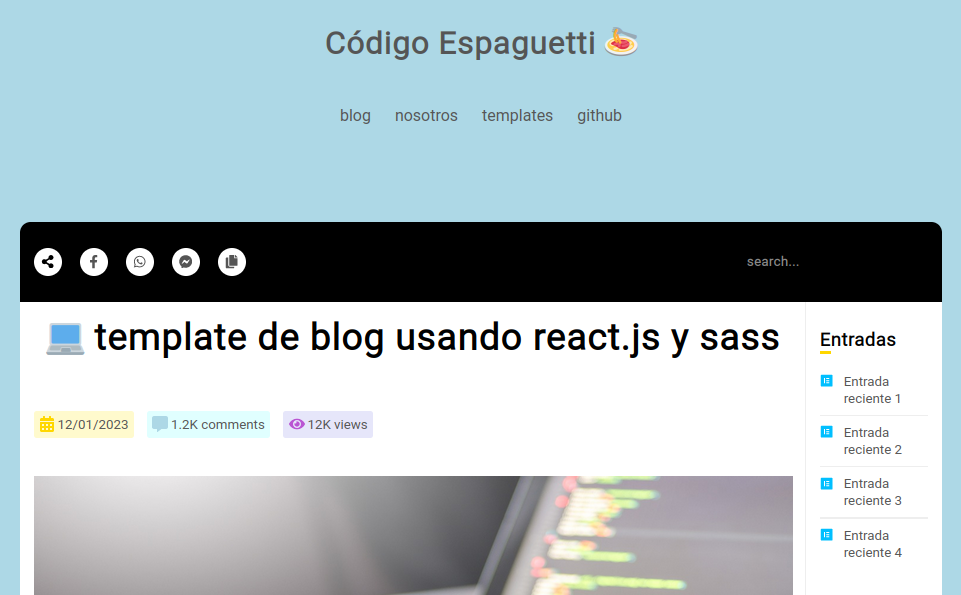 Código Espaguetti 🍝
blog nosotros templates github
search...
💻 template de blog usando react.js y sass
12/01/2023 1.2K comments 12K views
Entradas
Entrada
reciente 1
Entrada
reciente 2
Entrada
reciente 3
Entrada
reciente 4